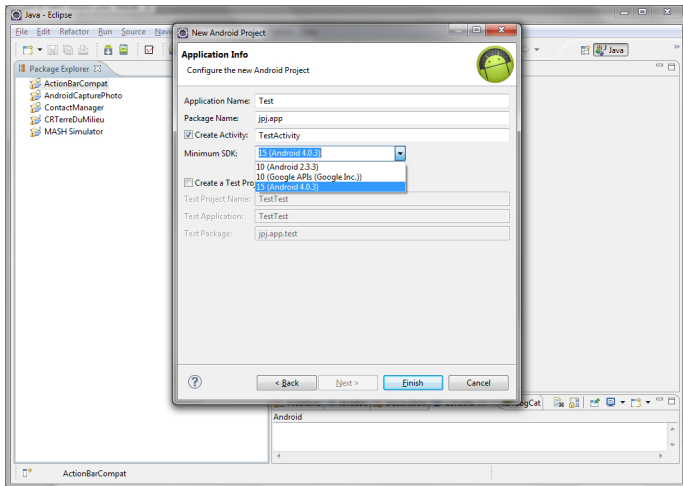 Java - Eclipse
File Edit Refactor Run Source Navi
New Android Project
Java
»
Package Explorer
ActionBarCompat
AndroidCapturePhoto
ContactManager
CRTerreDuMilieu
MASH Simulator
Application Info
Configure the new Android Project
Application Name: Test
Package Name: jpj.app
Create Activity: TestActivity
Minimum SDK: 15 (Android 4.0.3)
10 (Android 2.3.3)
10 (Google APIs (Google Inc.))
15 (Android 4.0.3)
Create a Test Pro
Test Project Name: TestTest
Test Application: TestTest
Test Package: jpj.app.test
?
< Back Next > Finish Cancel
ogCat
Android
ActionBarCompat